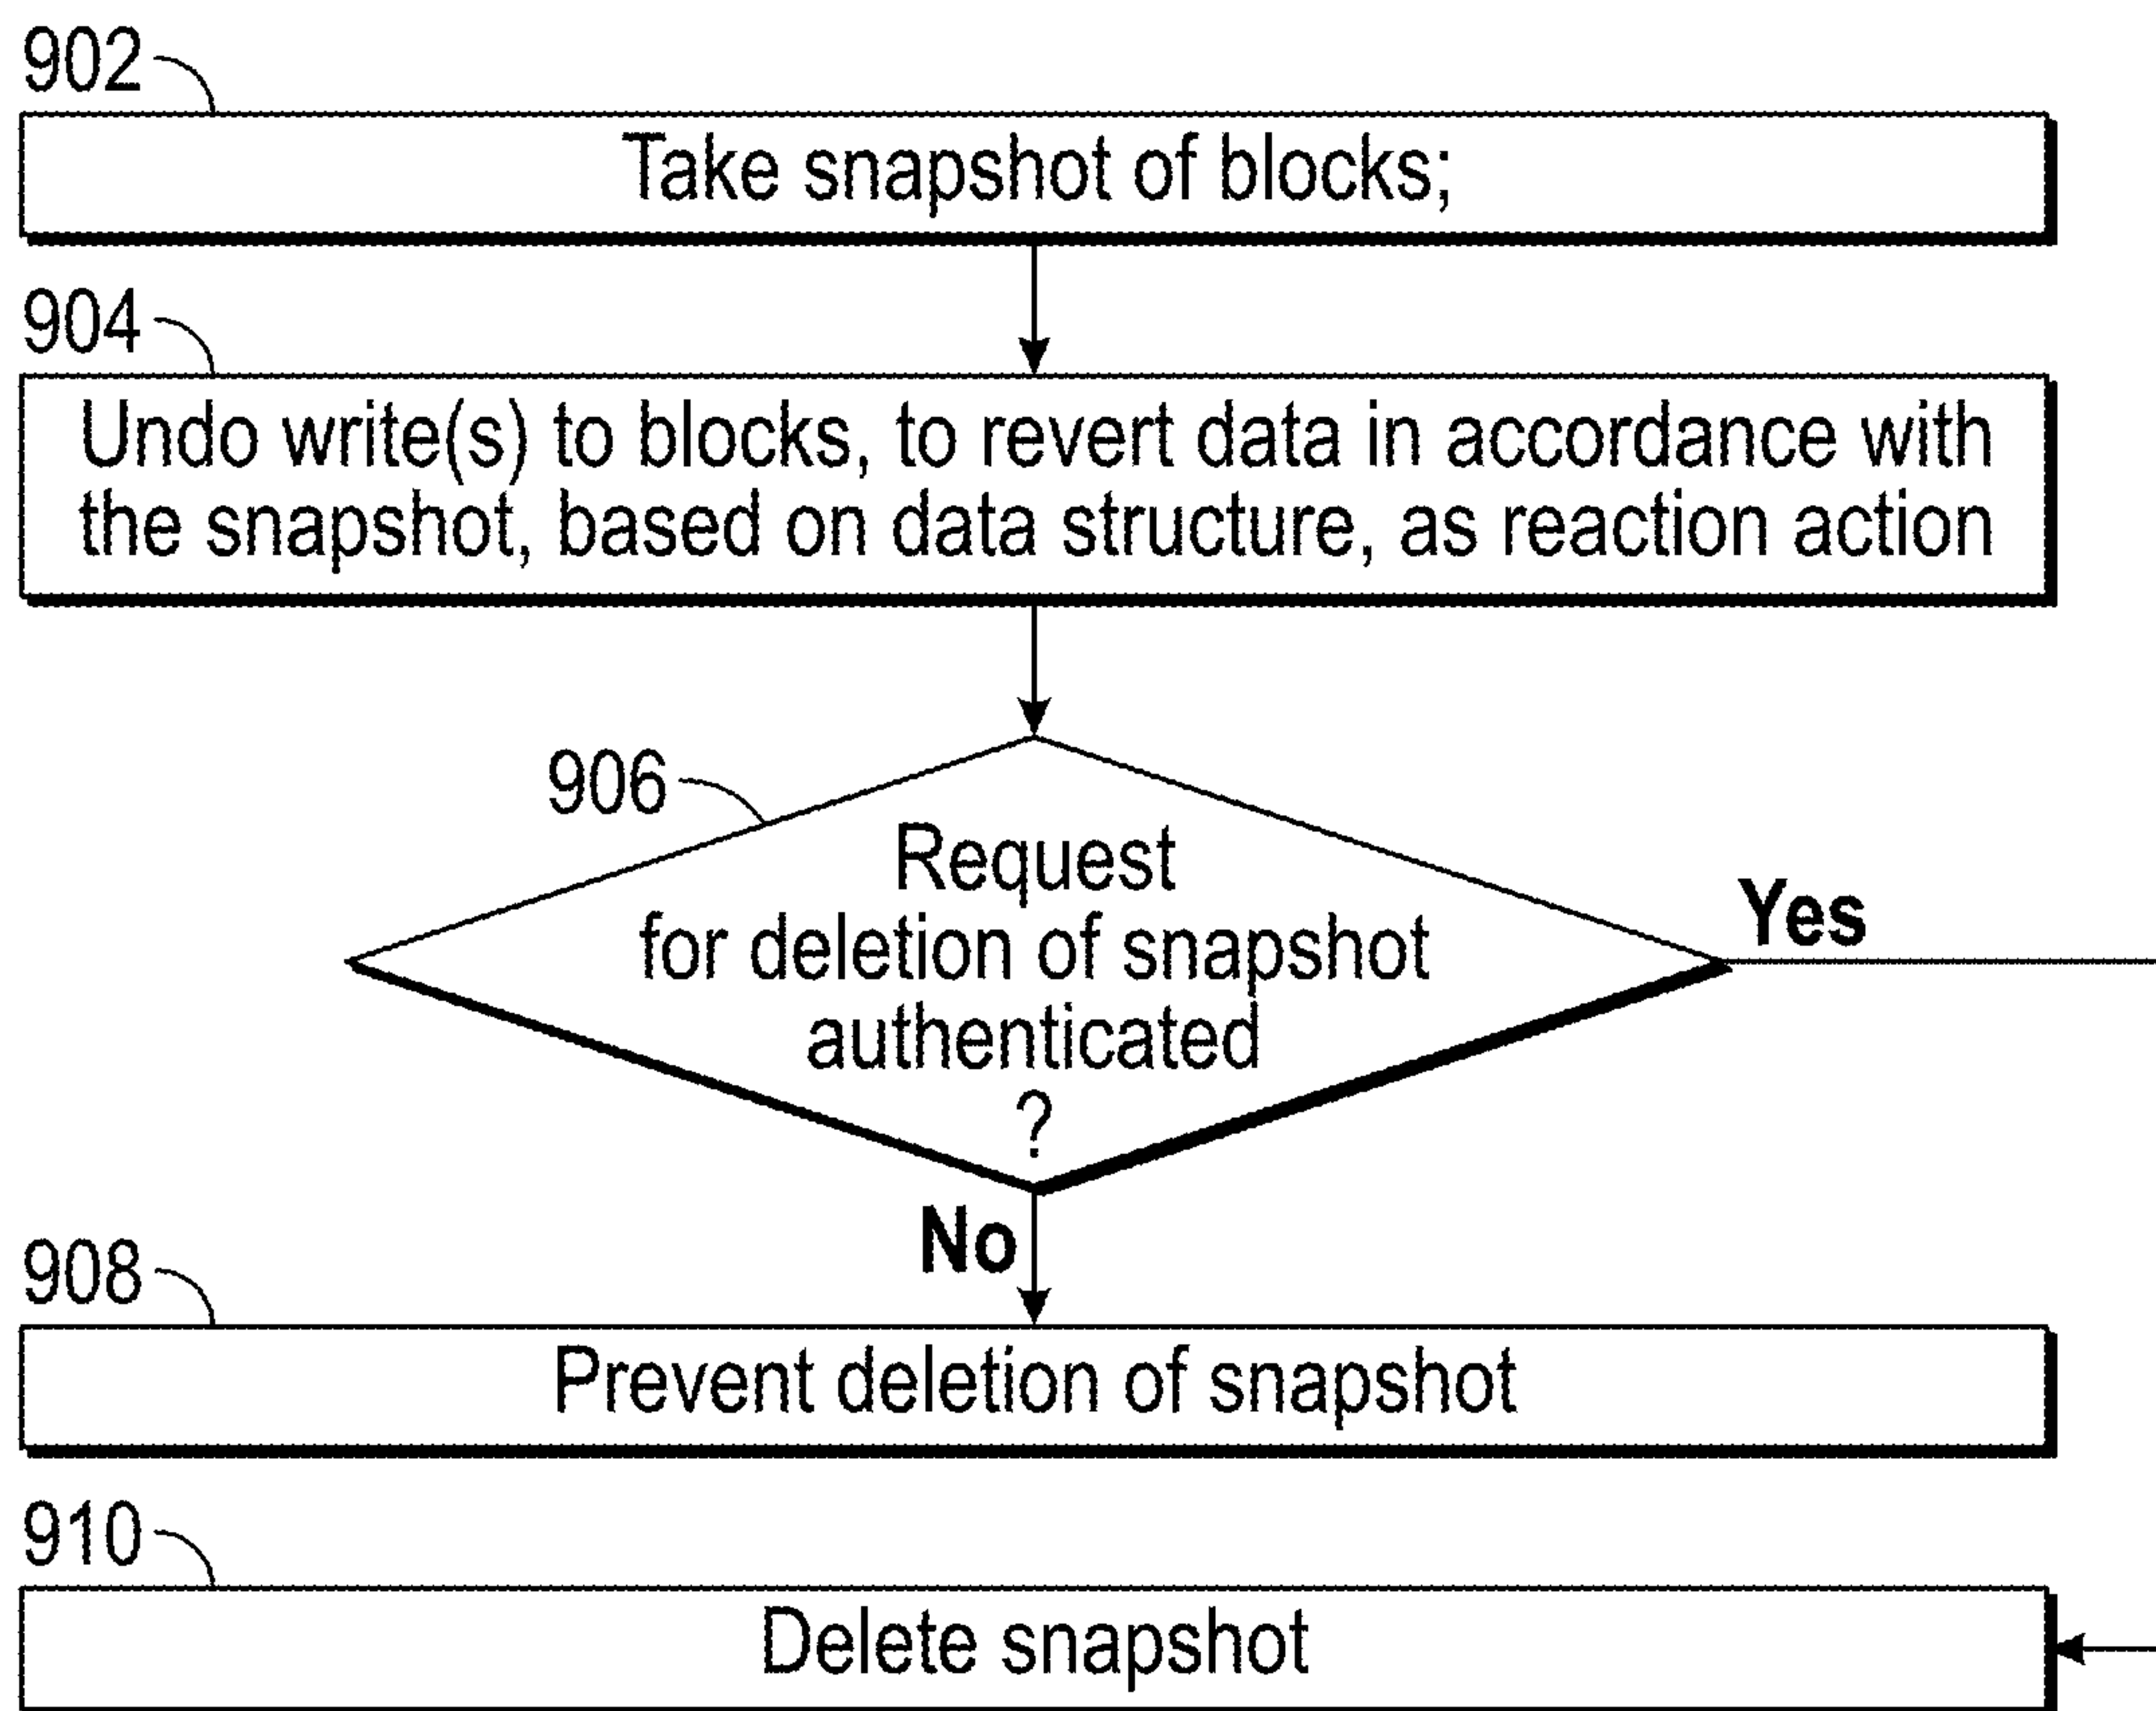 902
Take snapshot of blocks;
904
Undo write(s) to blocks, to revert data in accordance with
the snapshot, based on data structure, as reaction action
906
Request
for deletion of snapshot
authenticated
?
Yes
No
908
Prevent deletion of snapshot
910
Delete snapshot